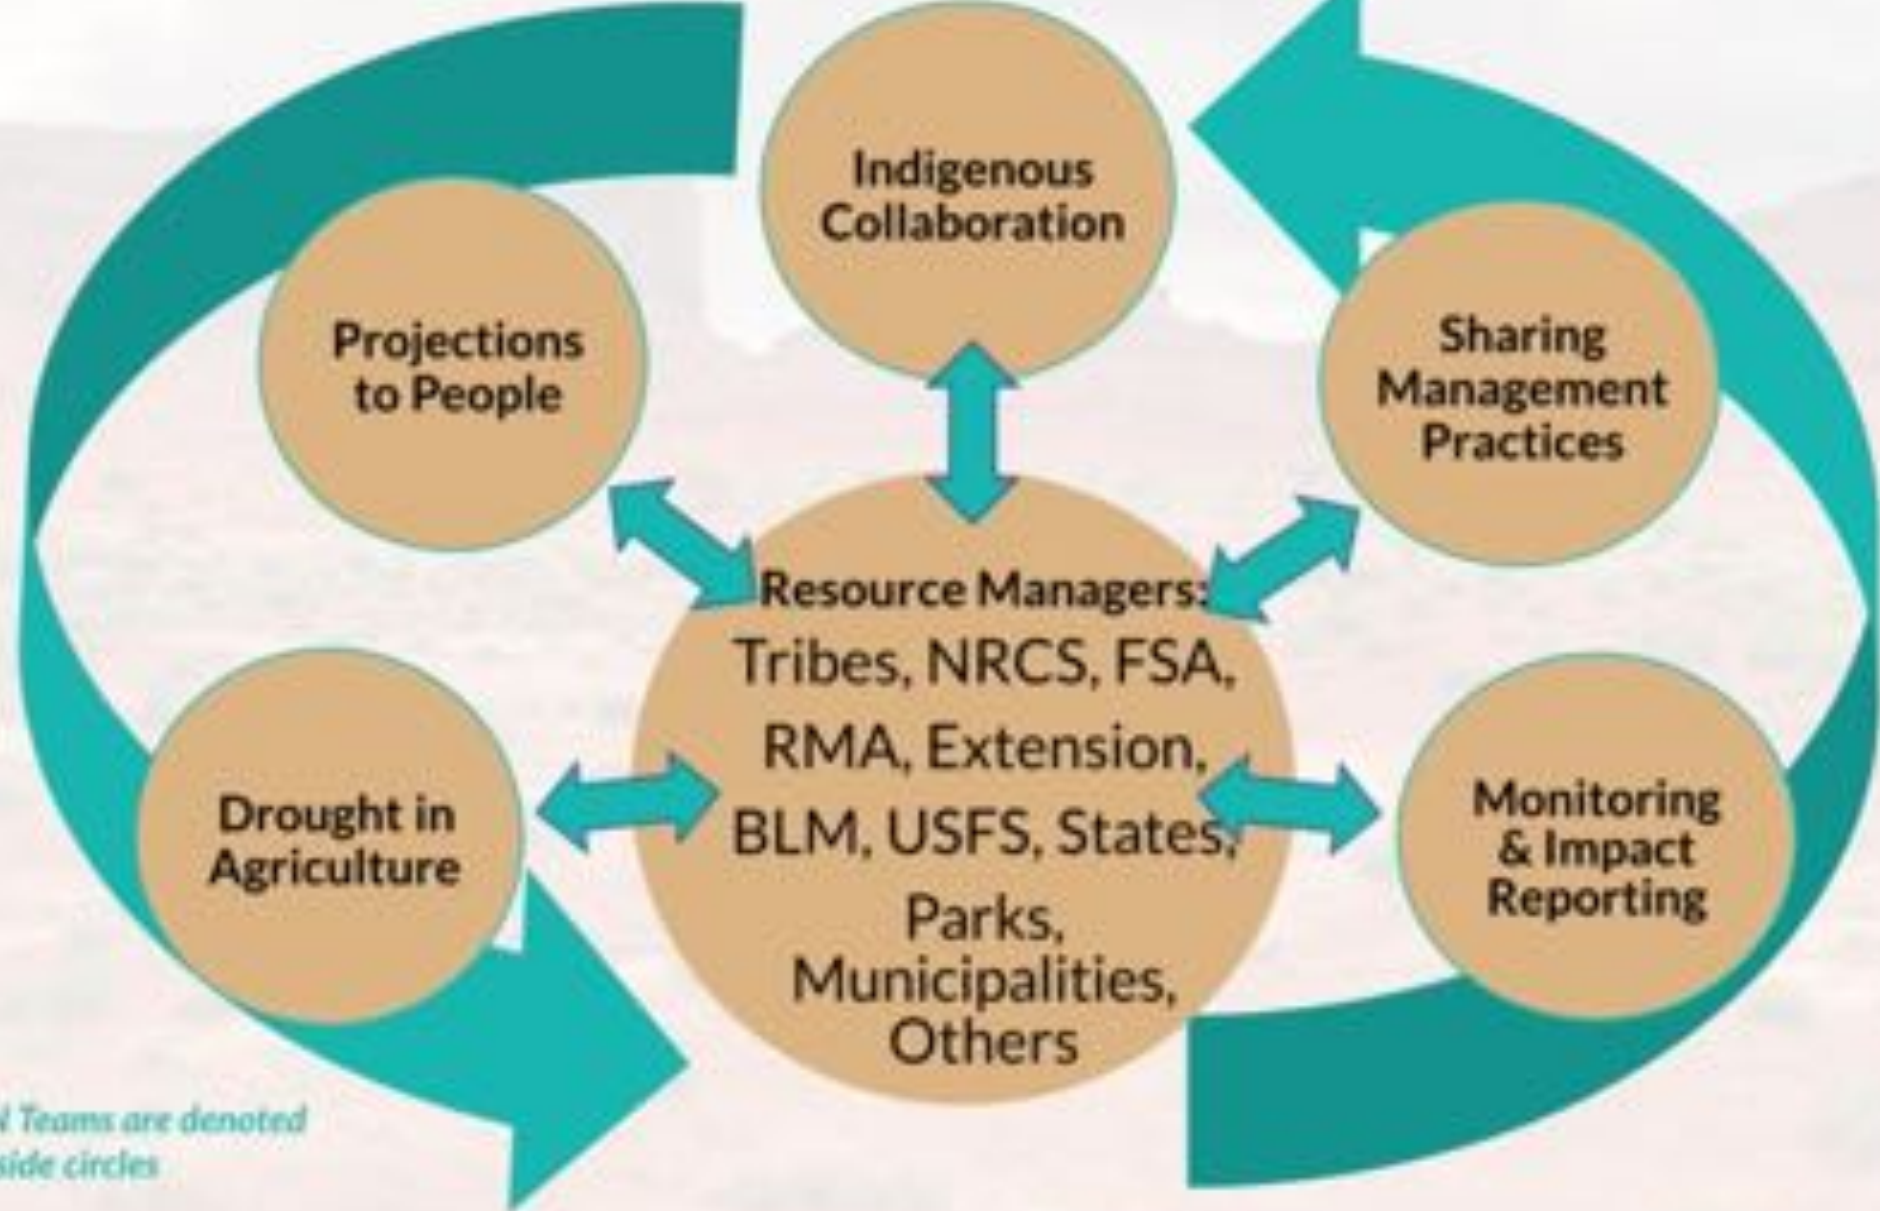 Indigenous
Collaboration
Projections
to People
Sharing
Management
Practices
Resource Managers:
Tribes, NRCS, FSA,
RMA, Extension,
BLM, USFS, States,
Parks,
Municipalities,
Others
Drought in
Agriculture
Monitoring
& Impact
Reporting
Teams are denoted
circles